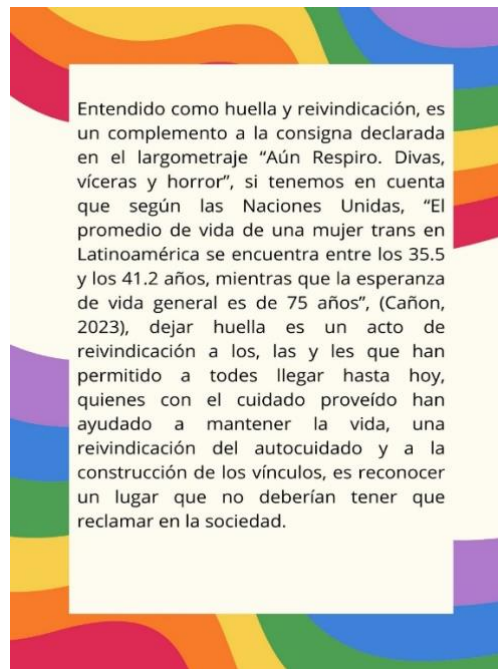 Entendido como huella y reivindicación, es
un complemento a la consigna declarada
en el largometraje “Aún Respiro. Divas,
víceras y horror”, si tenemos en cuenta
que según las Naciones Unidas, “El
promedio de vida de una mujer trans en
Latinoamérica se encuentra entre los 35.5
y los 41.2 años, mientras que la esperanza
de vida general es de 75 años”, (Cañon,
2023), dejar huella es un acto de
reivindicación a los, las y les que han
permitido a todes llegar hasta hoy,
quienes con el cuidado proveído han
ayudado a mantener la vida, una
reivindicación del autocuidado y a la
construcción de los vínculos, es reconocer
un lugar que no deberían tener que
reclamar en la sociedad.